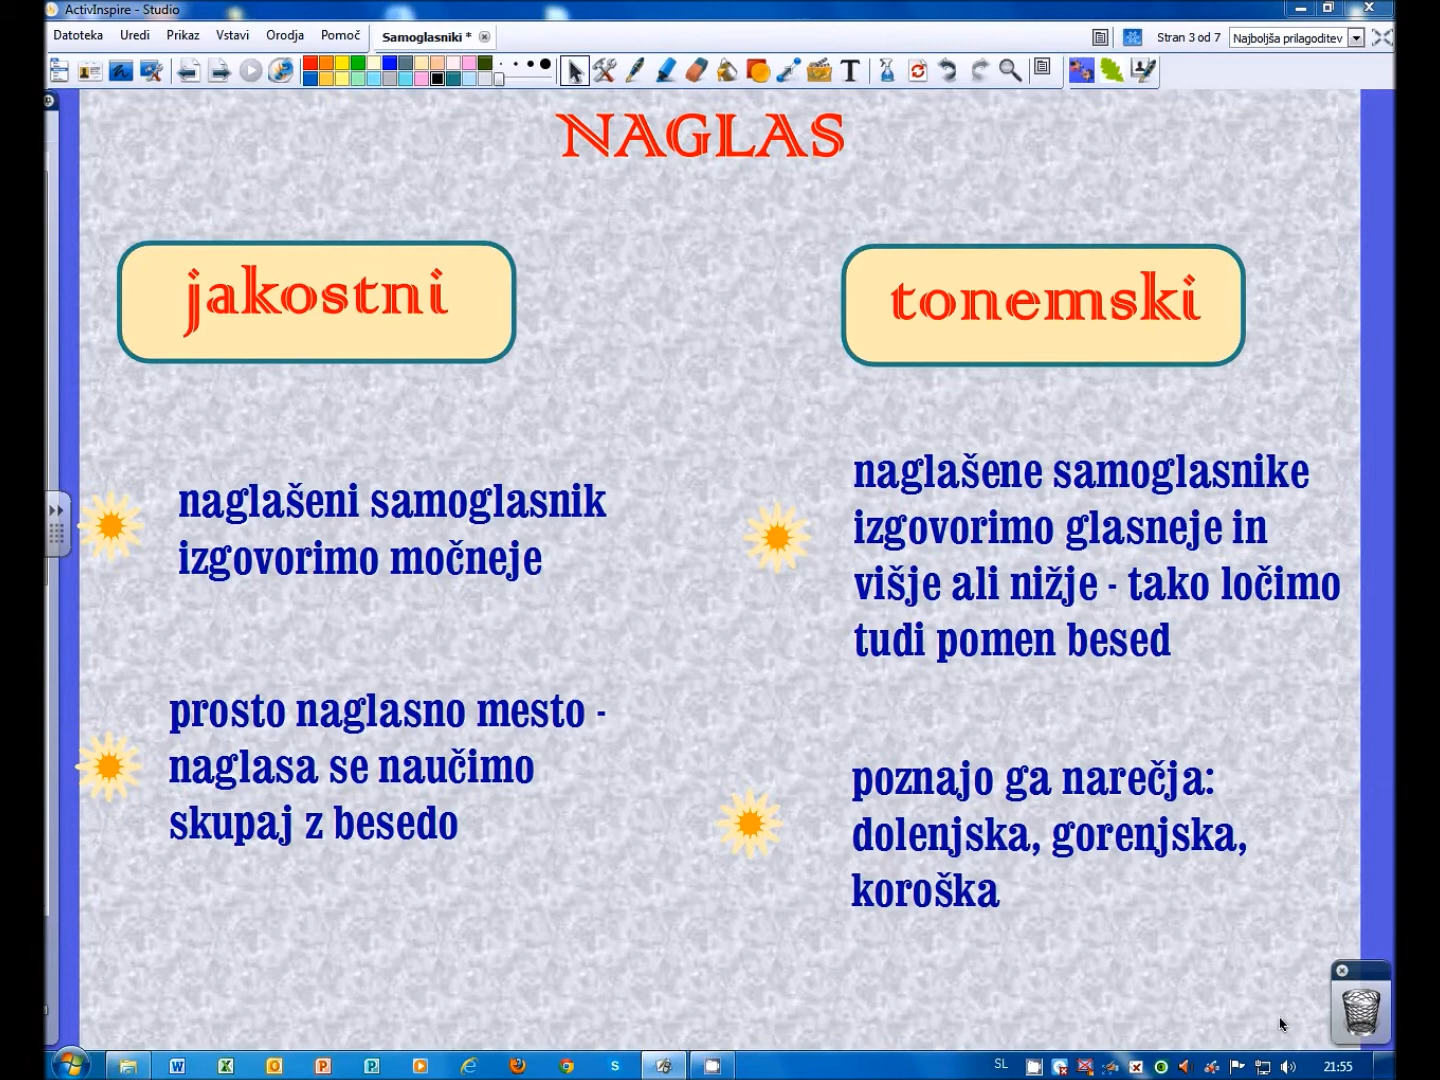 ActivInspire - Studio
Datoteka Uredi Prikaz Vstavi Orodja Pomoč Samoglasniki * Stran 3 od 7 Najboljša prilagoditev
NAGLAS
jakostni
tonemski
naglašeni samoglasnik
izgovorimo močneje
prosto naglasno mesto -
naglasa se naučimo
skupaj z besedo
naglašene samoglasnike
izgovorimo glasneje in
višje ali nižje - tako ločimo
tudi pomen besed
poznajo ga narečja:
dolenjska, gorenjska,
koroška
SL 21:55